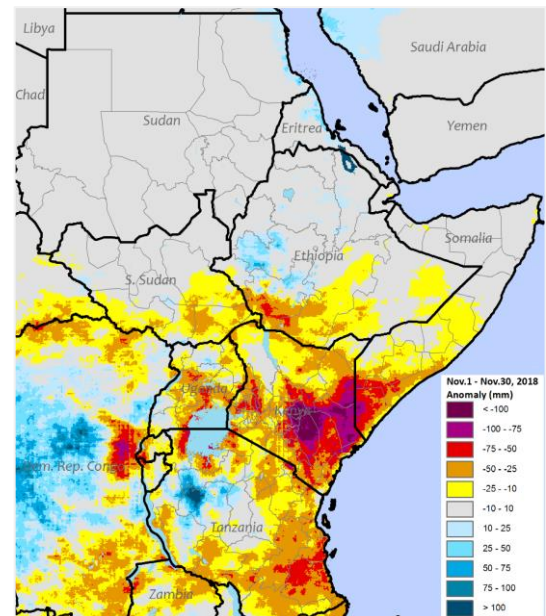 Libya
Saudi Arabia
Chad
Sudan
Eritrea
Yemen
Ethiopia
Somalia
S. Sudan
Uganda
Kenya
Dem. Rep. Congo
Tanzania
Zambia
Nov.1 - Nov.30, 2018
Anomaly (mm)
< -100
-100 - -75
-75 - -50
-50 - -25
-25 - -10
-10 - 10
10 - 25
25 - 50
50 - 75
75 - 100
> 100